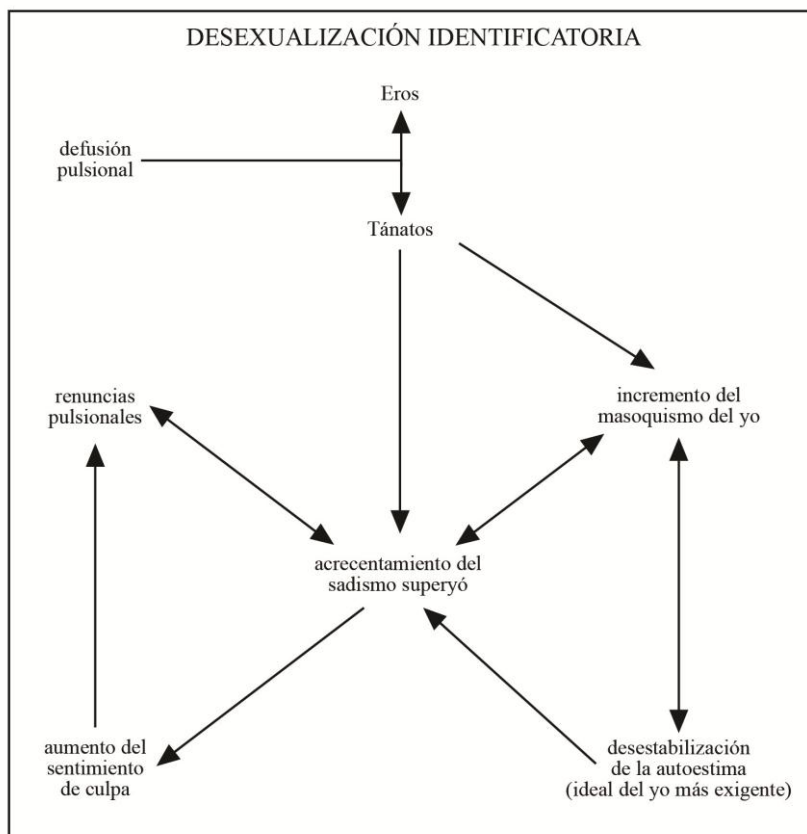 DESEXUALIZACIÓN IDENTIFICATORIA
Eros
defusión
pulsional
Tánatos
renuncias
pulsionales
incremento del
masoquismo del yo
acrecentamiento del
sadismo superyó
aumento del
sentimiento
de culpa
desestabilización
de la autoestima
(ideal del yo más exigente)